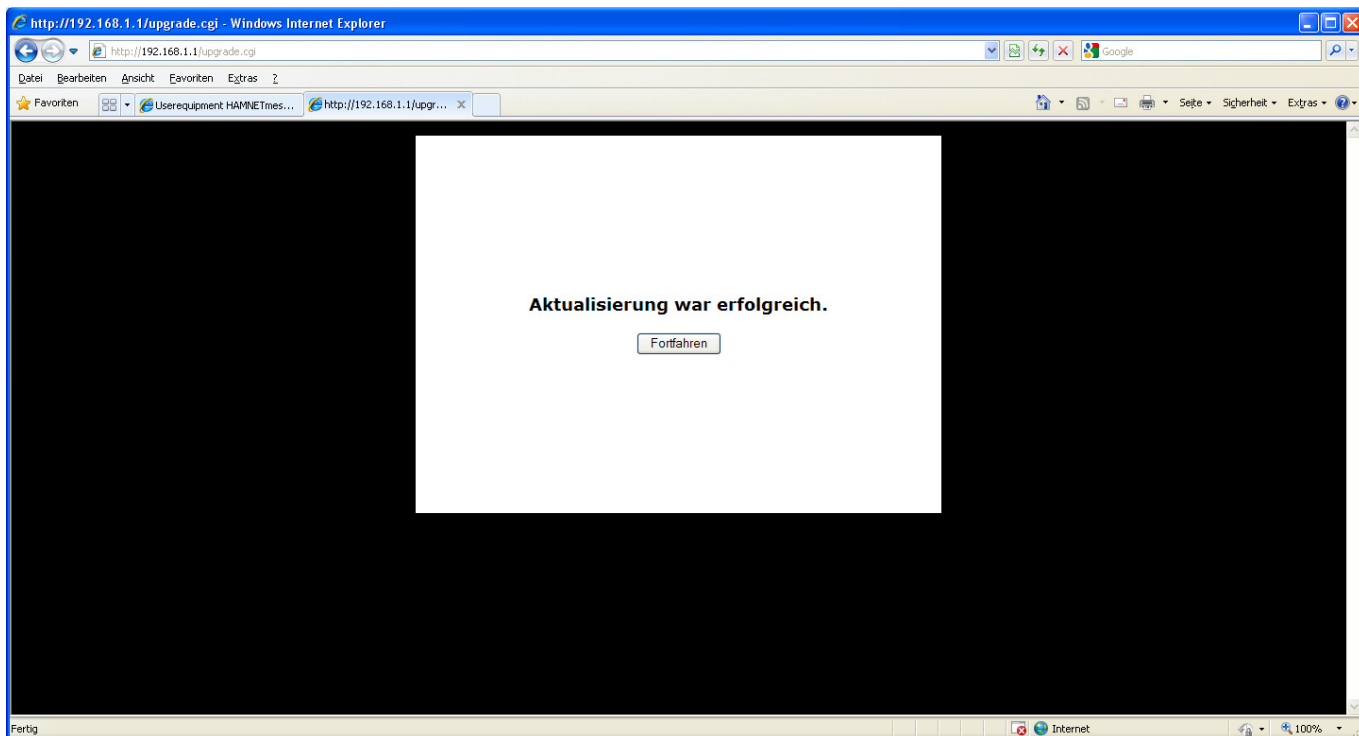 http://192.168.1.1/upgrade.cgi - Windows Internet Explorer
http://192.168.1.1/upgrade.cgi
Google
Datei Bearbeiten Ansicht Favoriten Extras ?
Favoriten Userequipment HAMNETmes... http://192.168.1.1/upgr... Seite Sicherheit Extras
Aktualisierung war erfolgreich.
Fortfahren
Fertig Internet 100%